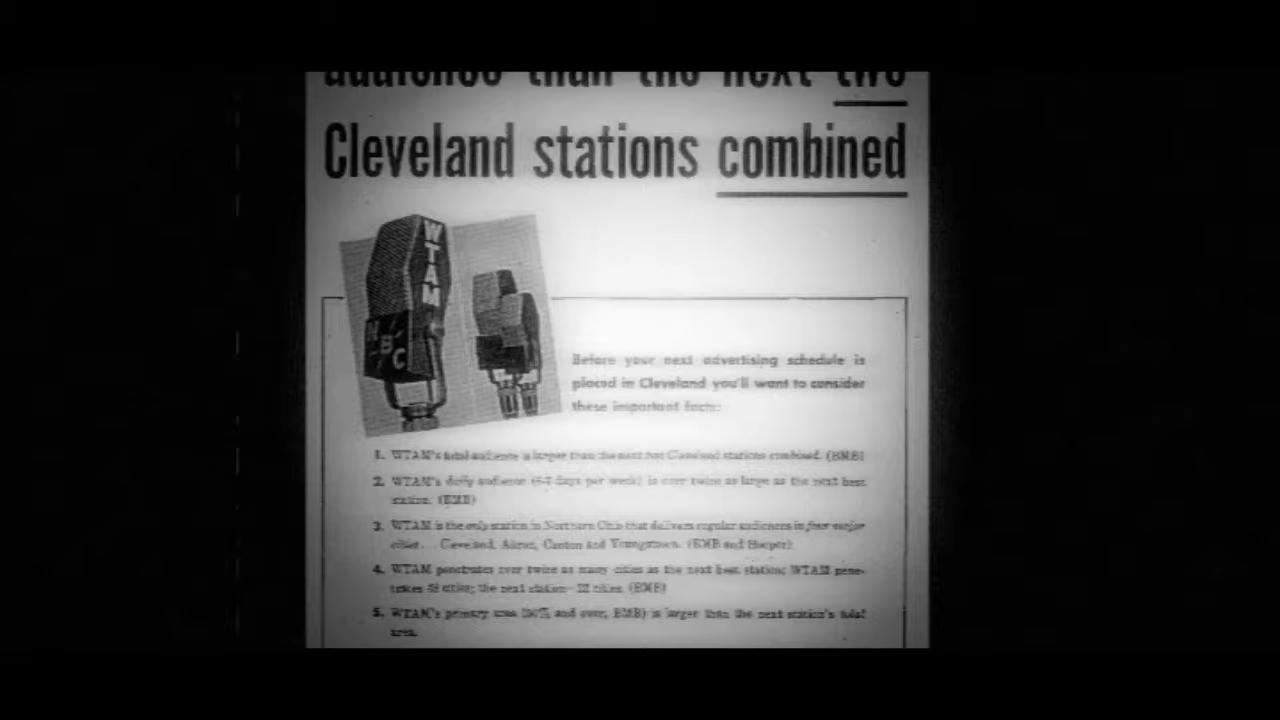 audience than the next two
Cleveland stations combined
WTAM
NBC
Before your next advertising schedule is
placed in Cleveland you'll want to consider
these important facts:
1. WTAM's total audience is larger than the next two Cleveland stations combined. (BMB)
2. WTAM's daily audience (6-7 days per week) is over twice as large as the next best
station. (BMB)
3. WTAM is the only station in Northern Ohio that delivers regular audiences in four major
cities... Cleveland, Akron, Canton and Youngstown. (BMB and Hooper)
4. WTAM penetrates over twice as many cities as the next best station: WTAM pene-
trates cities; the next station— cities. (BMB)
5. WTAM's primary area (50% and over, BMB) is larger than the next station's total
area.